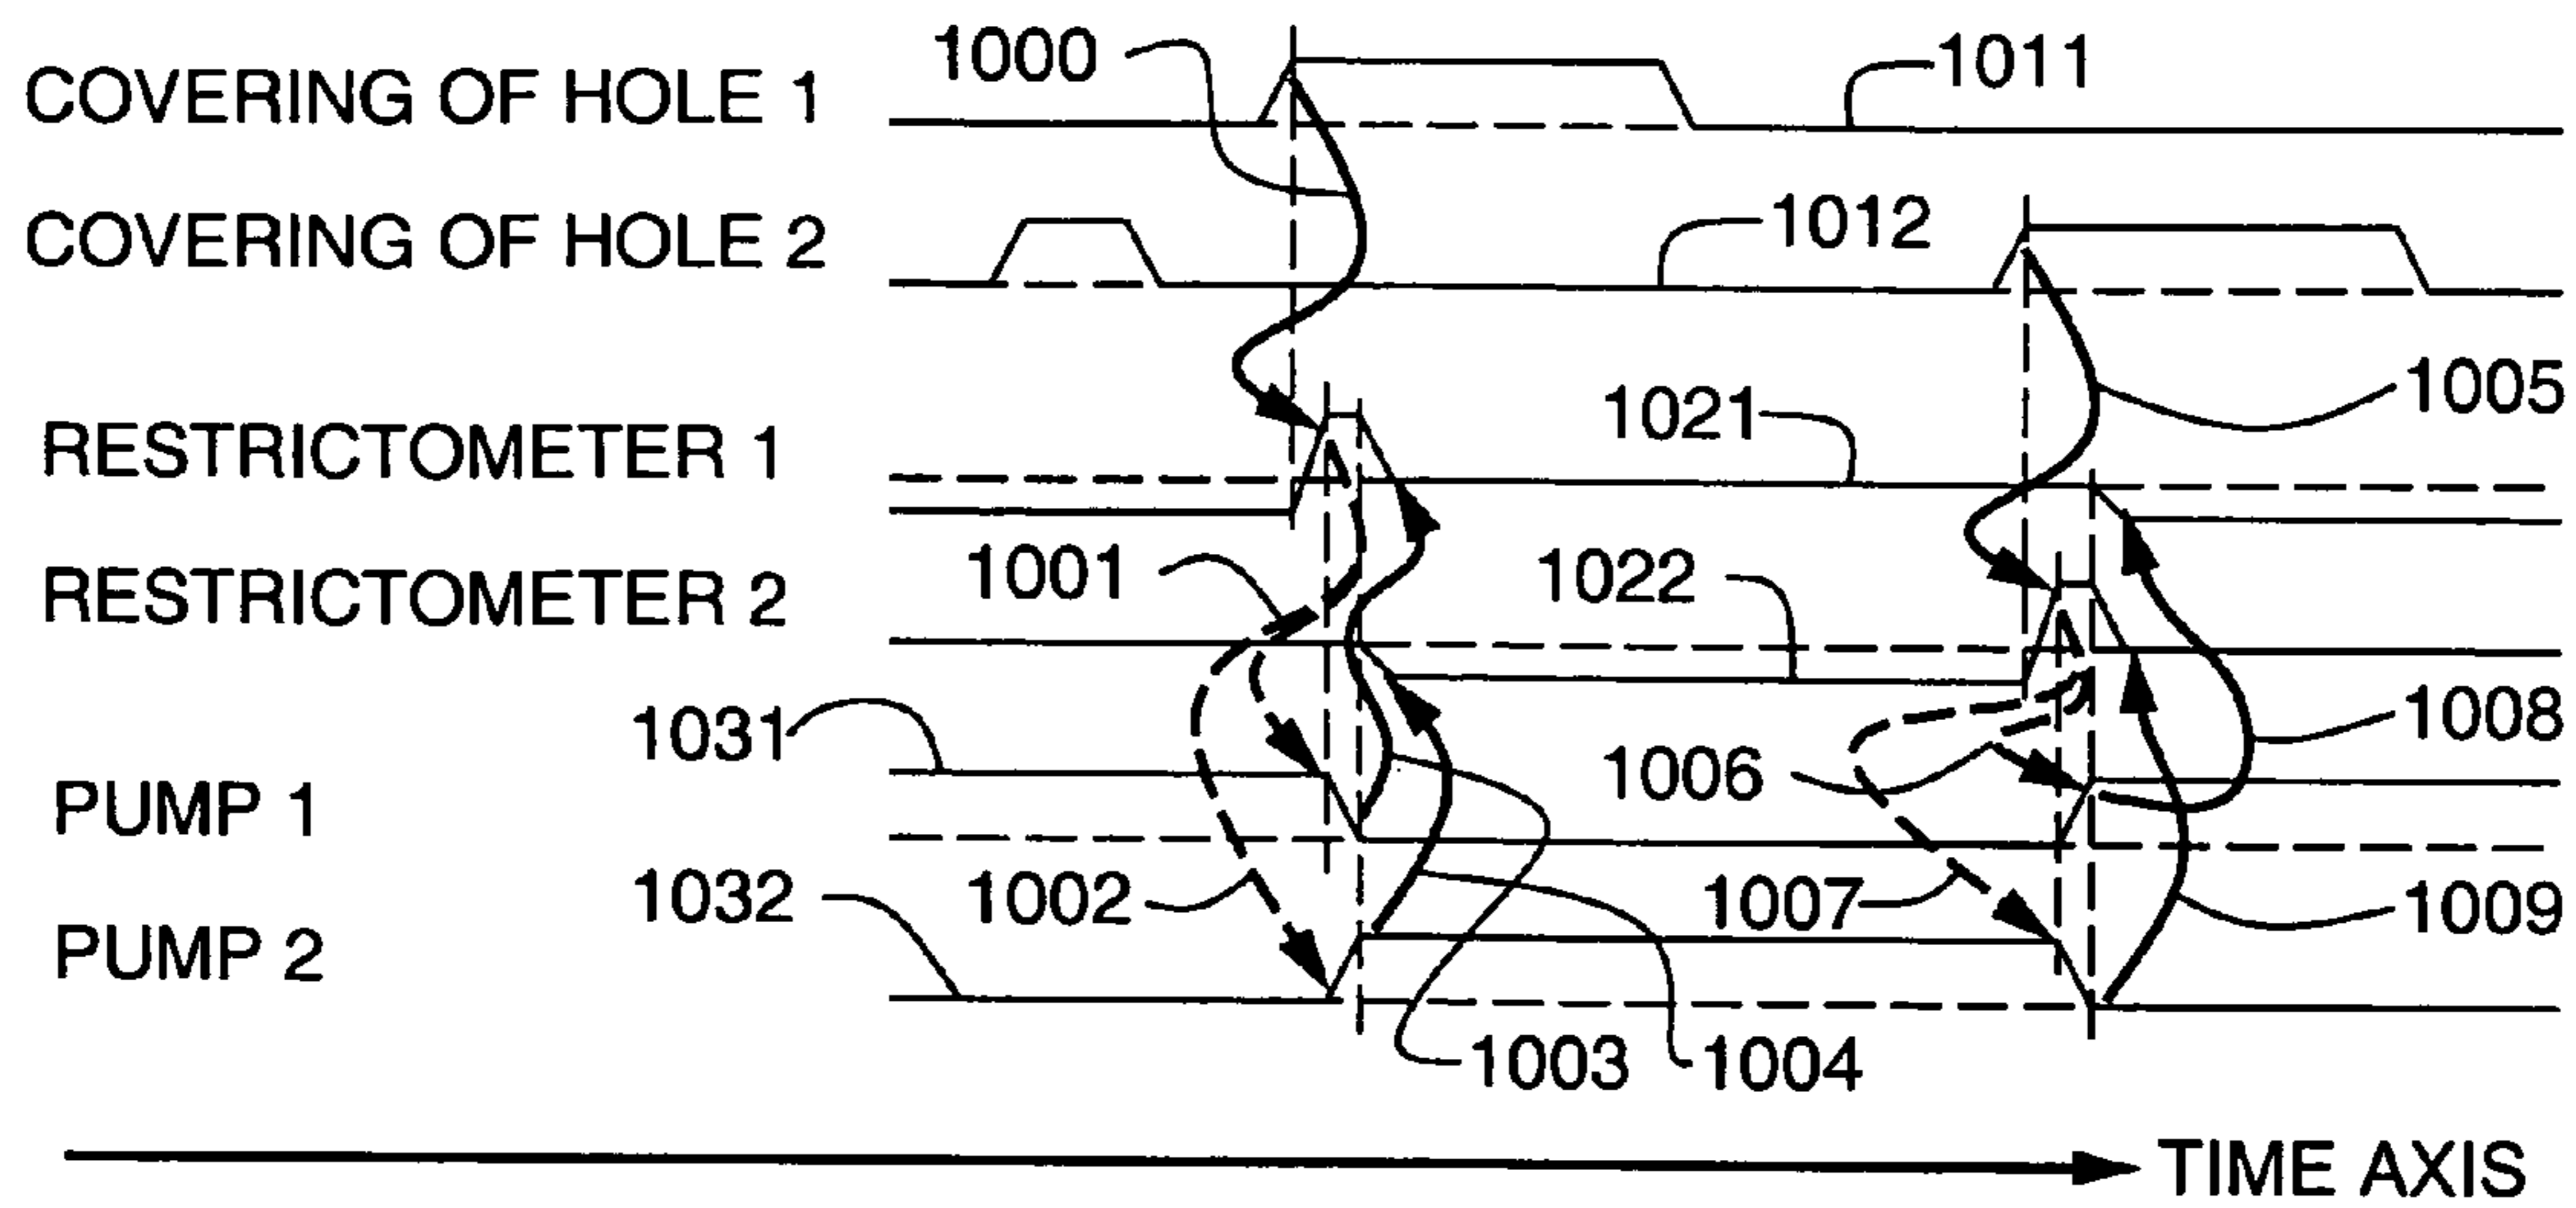 1000
COVERING OF HOLE 1
1011
COVERING OF HOLE 2
1012
1005
RESTRICTOMETER 1
1021
RESTRICTOMETER 2
1001
1022
1031
1008
PUMP 1
1006
1032
1002
1007
1009
PUMP 2
1003
1004
TIME AXIS